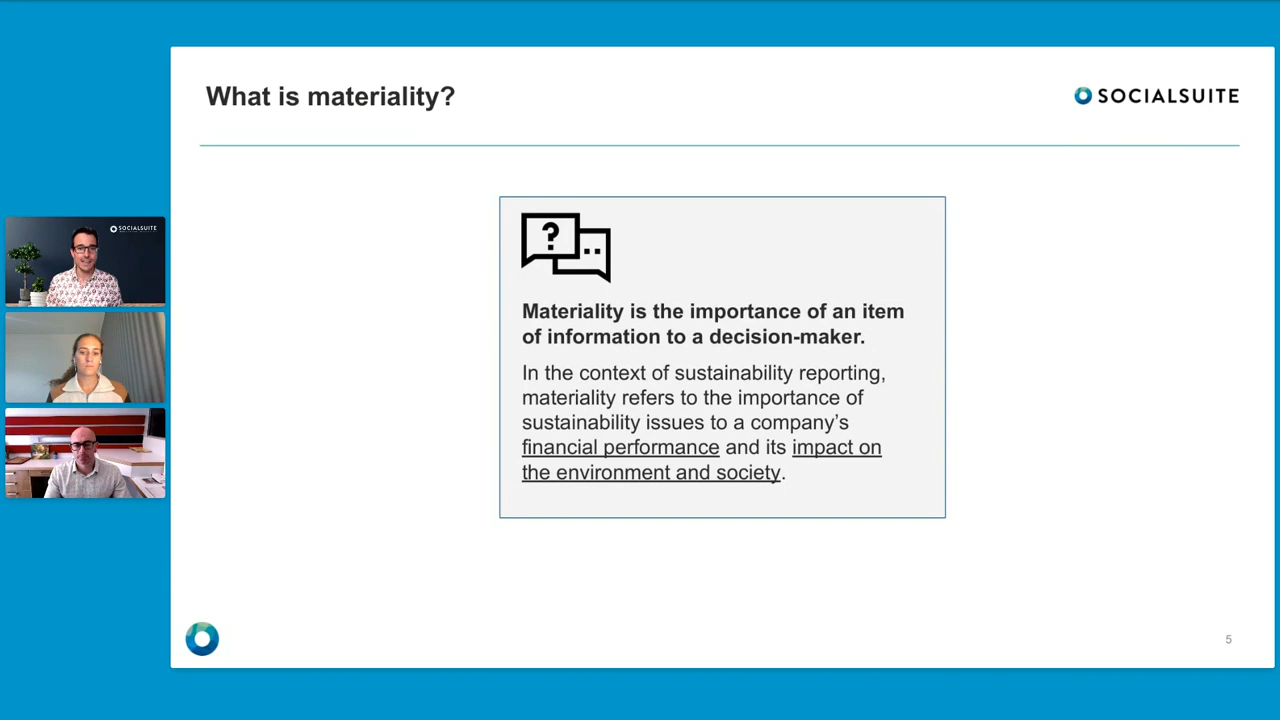 What is materiality?
SOCIALSUITE
SOCIALSUITE
?
Materiality is the importance of an item
of information to a decision-maker.
In the context of sustainability reporting,
materiality refers to the importance of
sustainability issues to a company's
financial performance and its impact on
the environment and society.
5